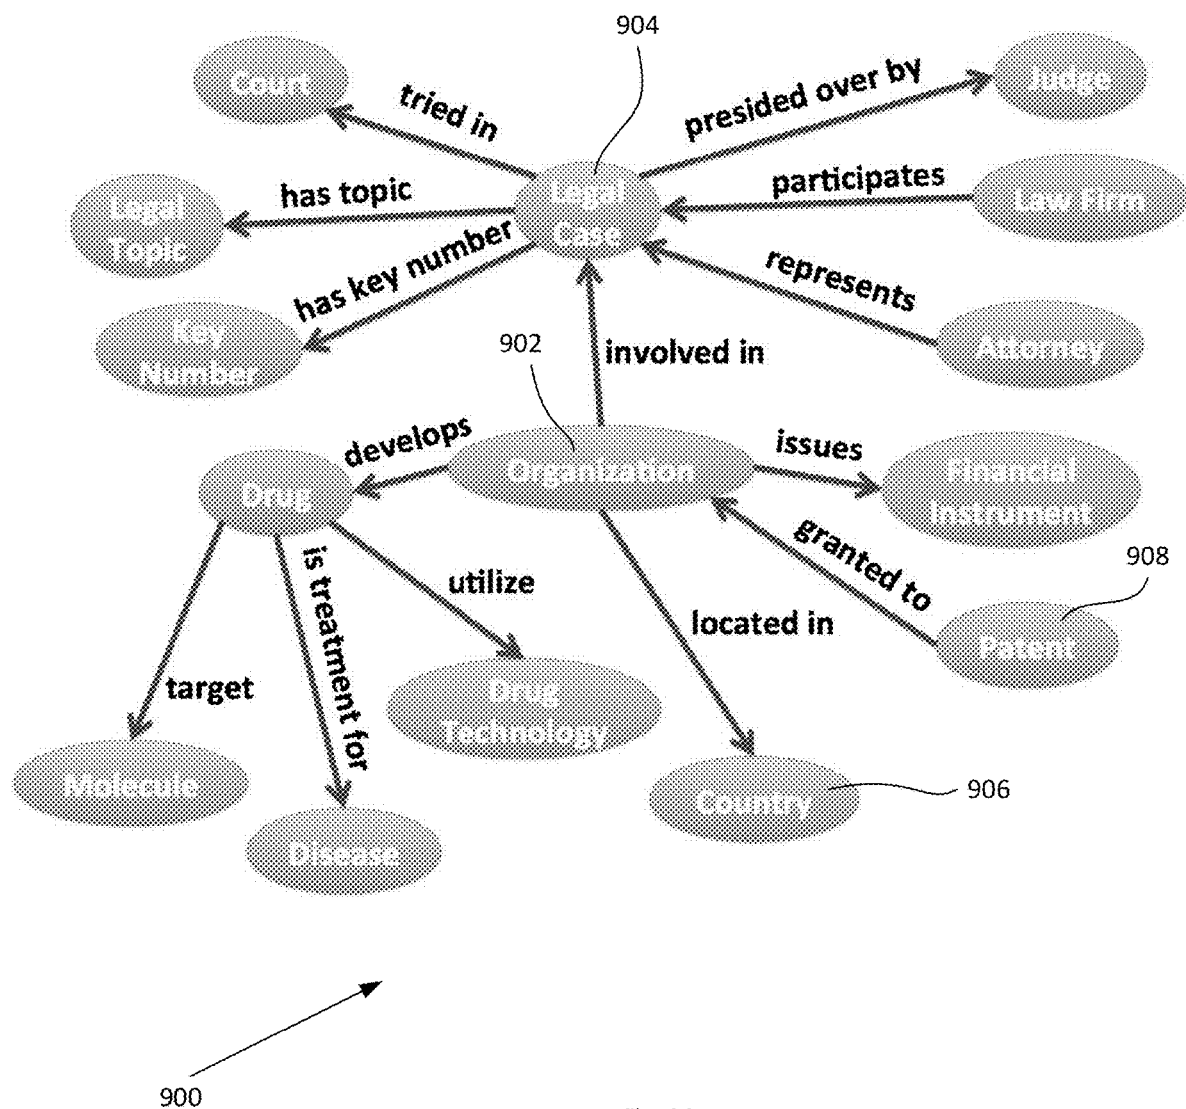 904
Court
tried in
presided over by
Judge
Legal
Case
has topic
participates
Law Firm
Legal
Topic
has key number
represents
Key
Number
902
involved in
Attorney
develops
Organization
issues
Financial
Instrument
Drug
granted to
908
is treatment for
utilize
located in
Patent
target
Drug
Technology
Molecule
Country
906
Disease
900